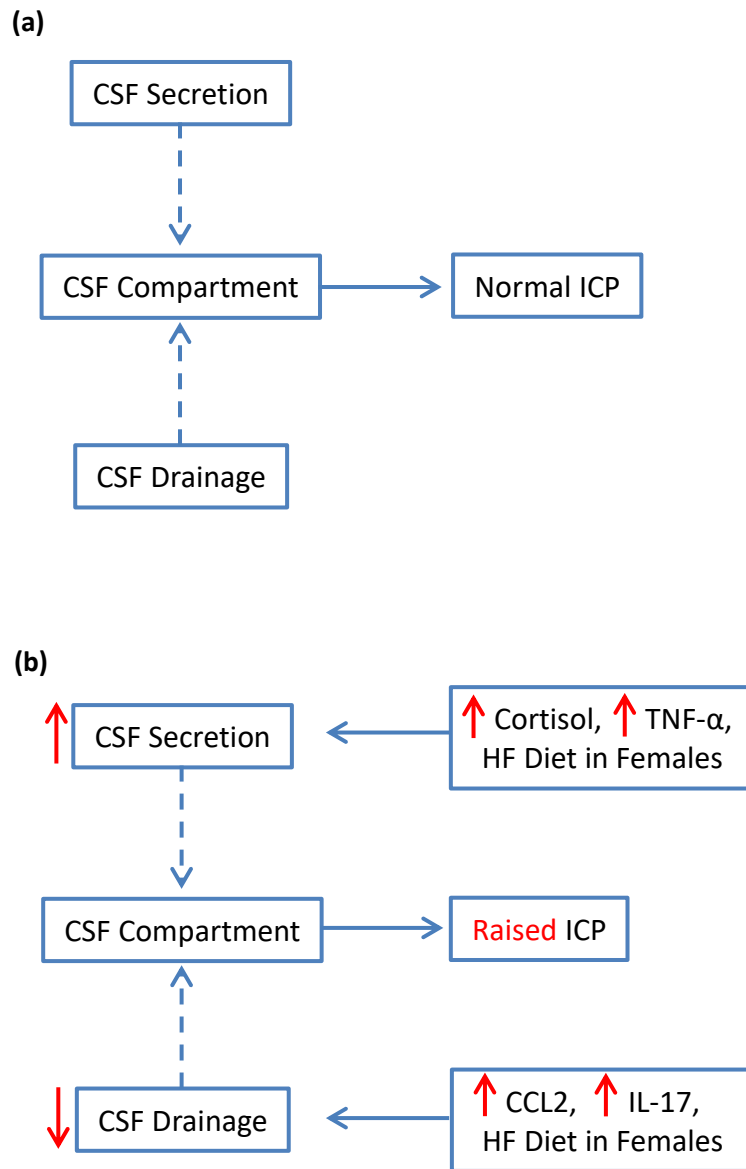 (a)
CSF Secretion
CSF Compartment
Normal ICP
CSF Drainage
(b)
CSF Secretion
Cortisol, TNF-α,
HF Diet in Females
CSF Compartment
Raised ICP
CSF Drainage
CCL2, IL-17,
HF Diet in Females